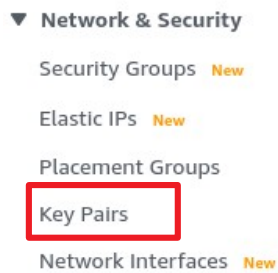 Network & Security
Security Groups New
Elastic IPs New
Placement Groups
Key Pairs
Network Interfaces New